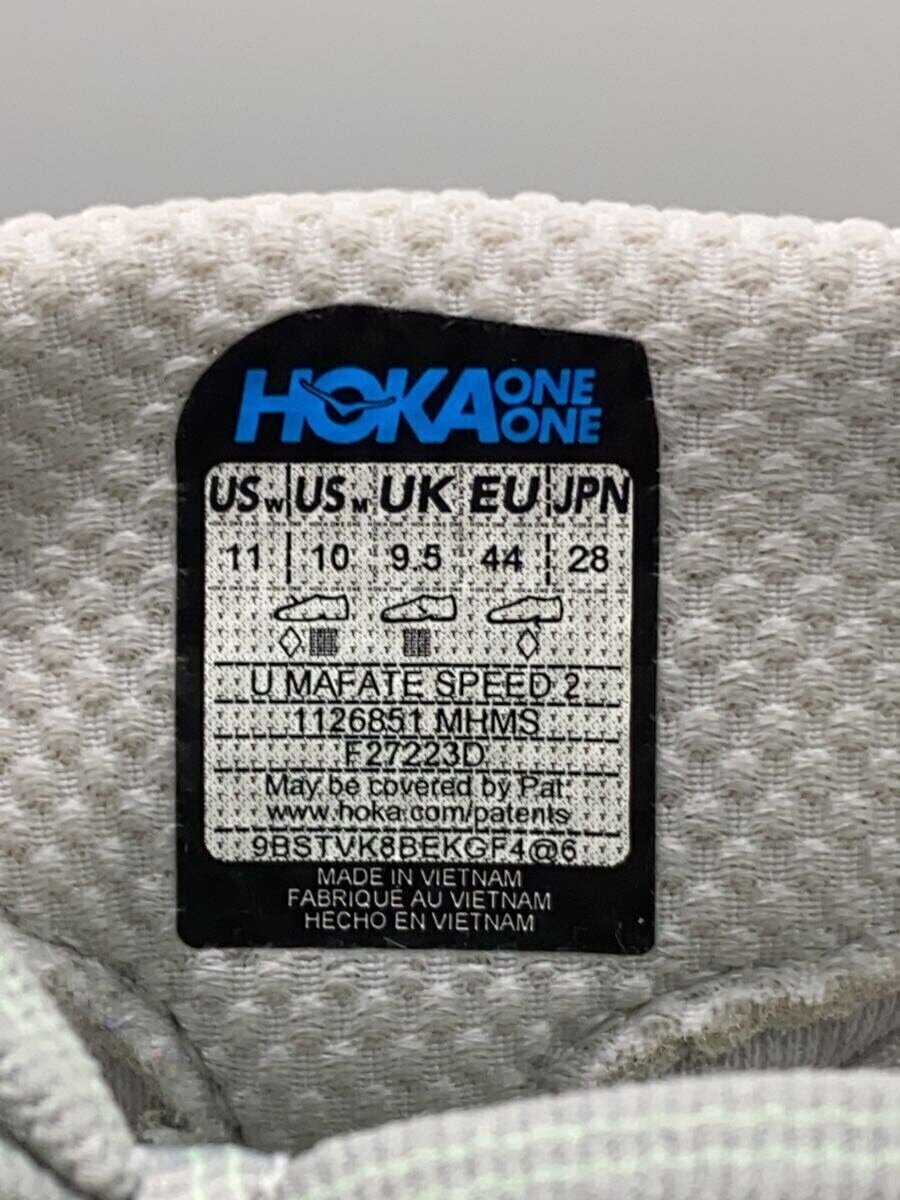 HOKA ONE ONE
US W US M UK EU JPN
11 10 9.5 44 28
U MAFATE SPEED 2
1126851 MHMS
F27223D
May be covered by Pat:
www.hoka.com/patents
9BSTVK8BEKGF4@6
MADE IN VIETNAM
FABRIQUÉ AU VIETNAM
HECHO EN VIETNAM